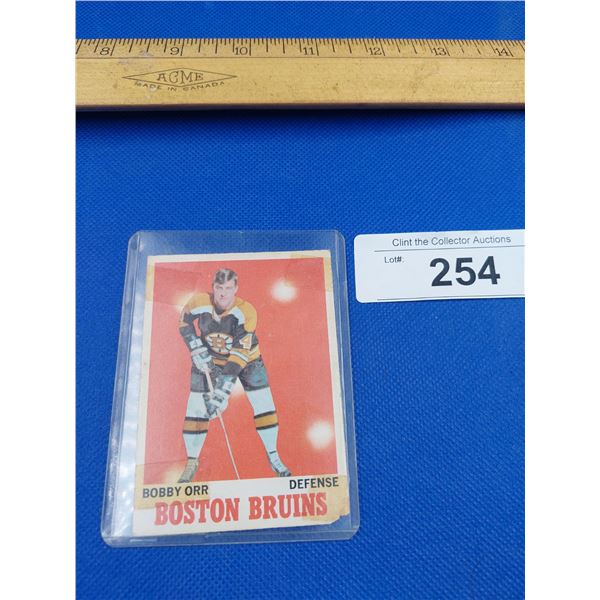 8 9 10 11 12 13 14
ACME
MADE IN CANADA
Clint the Collector Auctions
Lot#:
254
B
4
BOBBY ORR DEFENSE
BOSTON BRUINS